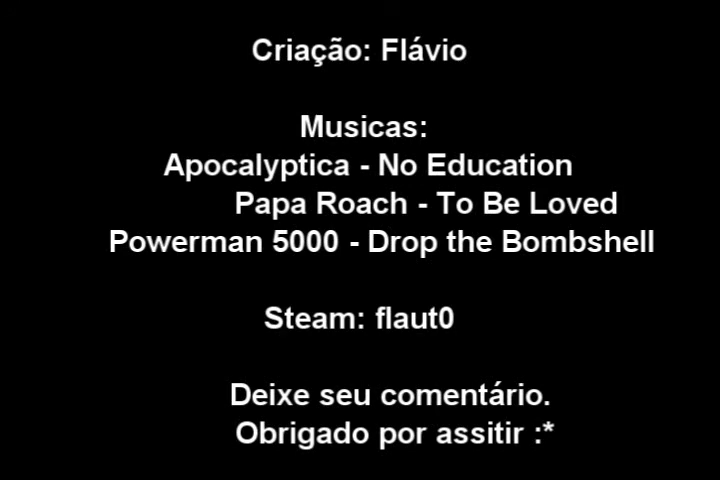 Criação: Flávio
Musicas:
Apocalyptica - No Education
Papa Roach - To Be Loved
Powerman 5000 - Drop the Bombshell
Steam: flaut0
Deixe seu comentário.
Obrigado por assitir :*